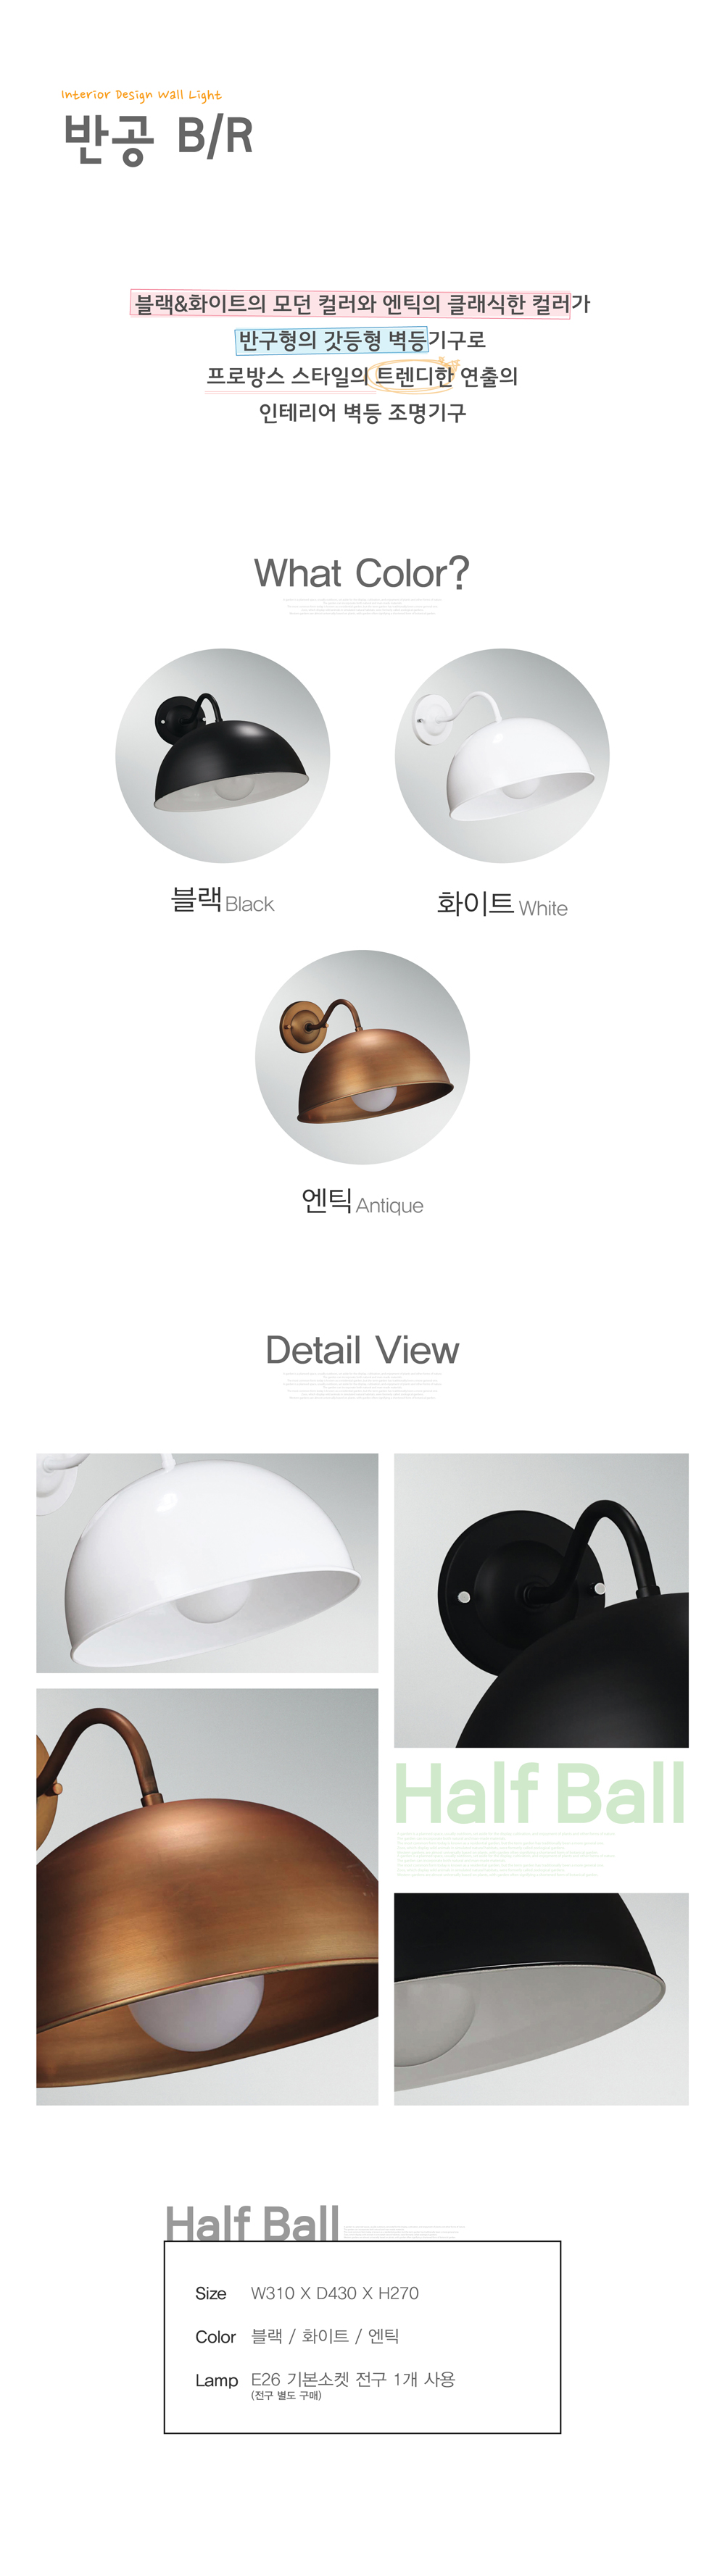 Interior Design Wall Light
반공 B/R
블랙&화이트의 모던 컬러와 엔틱의 클래식한 컬러가
반구형의 갓등형 벽등기구로
프로방스 스타일의 트렌디한 연출의
인테리어 벽등 조명기구
What Color?
블랙 Black
화이트 White
엔틱 Antique
Detail View
Half Ball
Half Ball
Size W310 X D430 X H270
Color 블랙 / 화이트 / 엔틱
Lamp E26 기본소켓 전구 1개 사용
(전구 별도 구매)